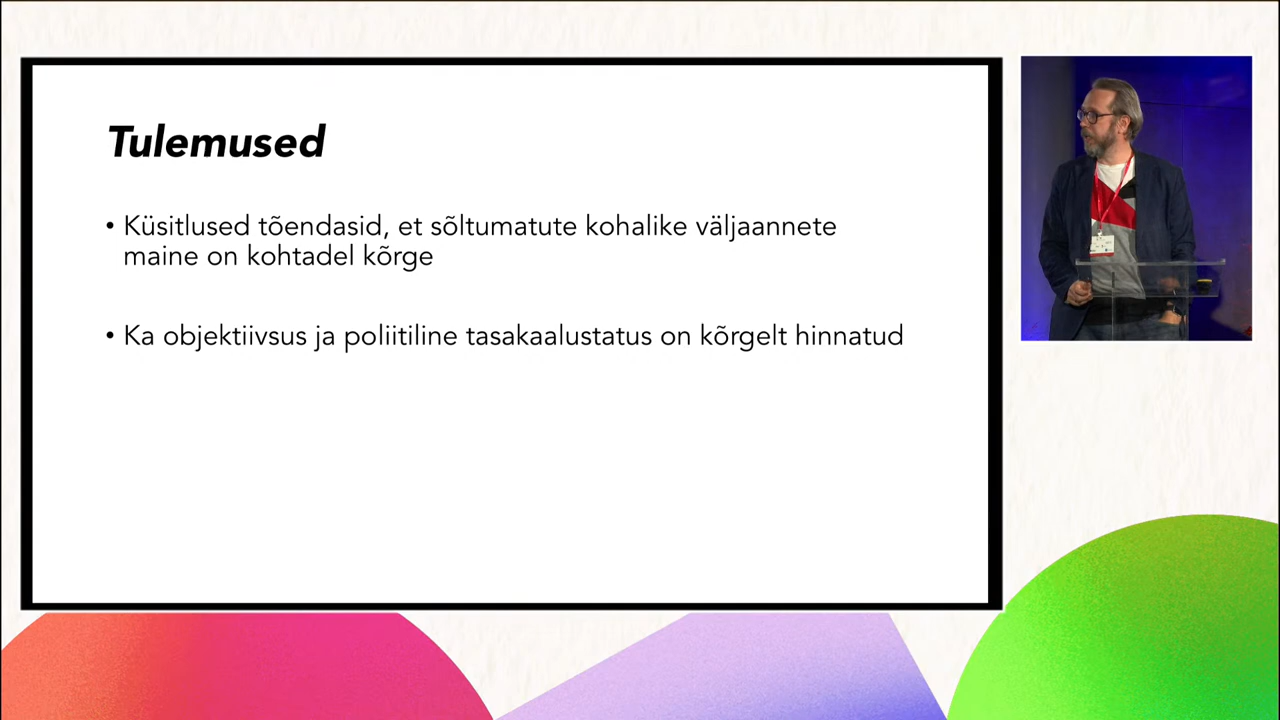 Tulemused
• Küsitlused tõendasid, et sõltumatute kohalike väljaannete
maine on kohtadel kõrge
• Ka objektiivsus ja poliitiline tasakaalustatus on kõrgelt hinnatud